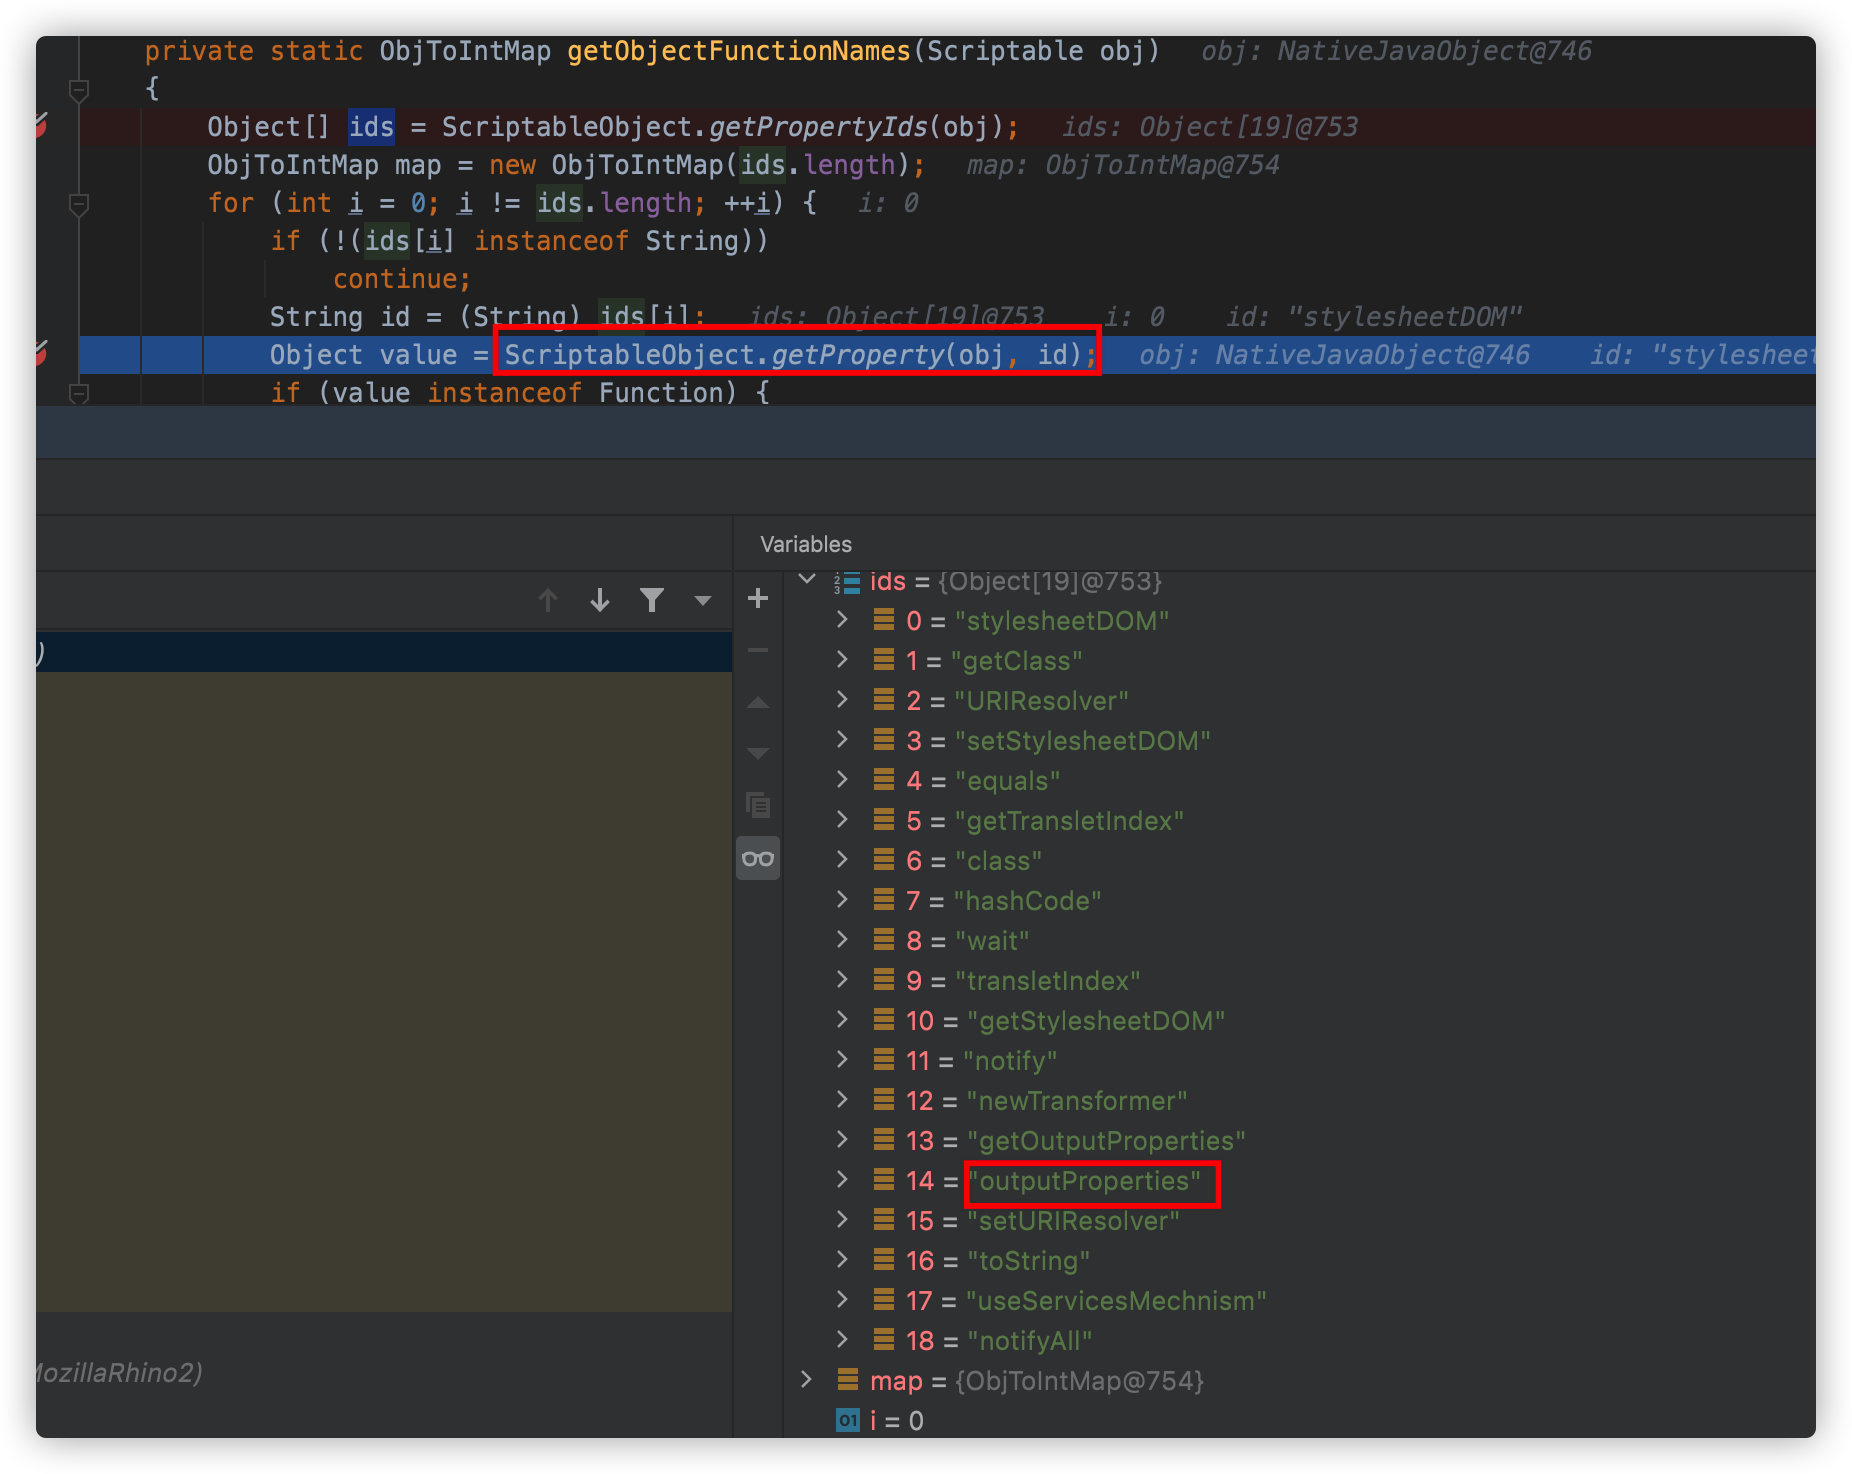 private static ObjToIntMap getObjectFunctionNames(Scriptable obj)   obj: NativeJavaObject@746
{
Object[] ids = ScriptableObject.getPropertyIds(obj);   ids: Object[19]@753
ObjToIntMap map = new ObjToIntMap(ids.length);   map: ObjToIntMap@754
for (int i = 0; i != ids.length; ++i) {   i: 0
if (!(ids[i] instanceof String))
continue;
String id = (String) ids[i];   ids: Object[19]@753   i: 0   id: "stylesheetDOM"
Object value = ScriptableObject.getProperty(obj, id);   obj: NativeJavaObject@746   id: "stylesheet
if (value instanceof Function) {
Variables
ids = {Object[19]@753}
0 = "stylesheetDOM"
)
1 = "getClass"
2 = "URIResolver"
3 = "setStylesheetDOM"
4 = "equals"
5 = "getTransletIndex"
6 = "class"
7 = "hashCode"
8 = "wait"
9 = "transletIndex"
10 = "getStylesheetDOM"
11 = "notify"
12 = "newTransformer"
13 = "getOutputProperties"
14 = "outputProperties"
15 = "setURIResolver"
16 = "toString"
17 = "useServicesMechnism"
18 = "notifyAll"
MozillaRhino2)
map = {ObjToIntMap@754}
01 i = 0